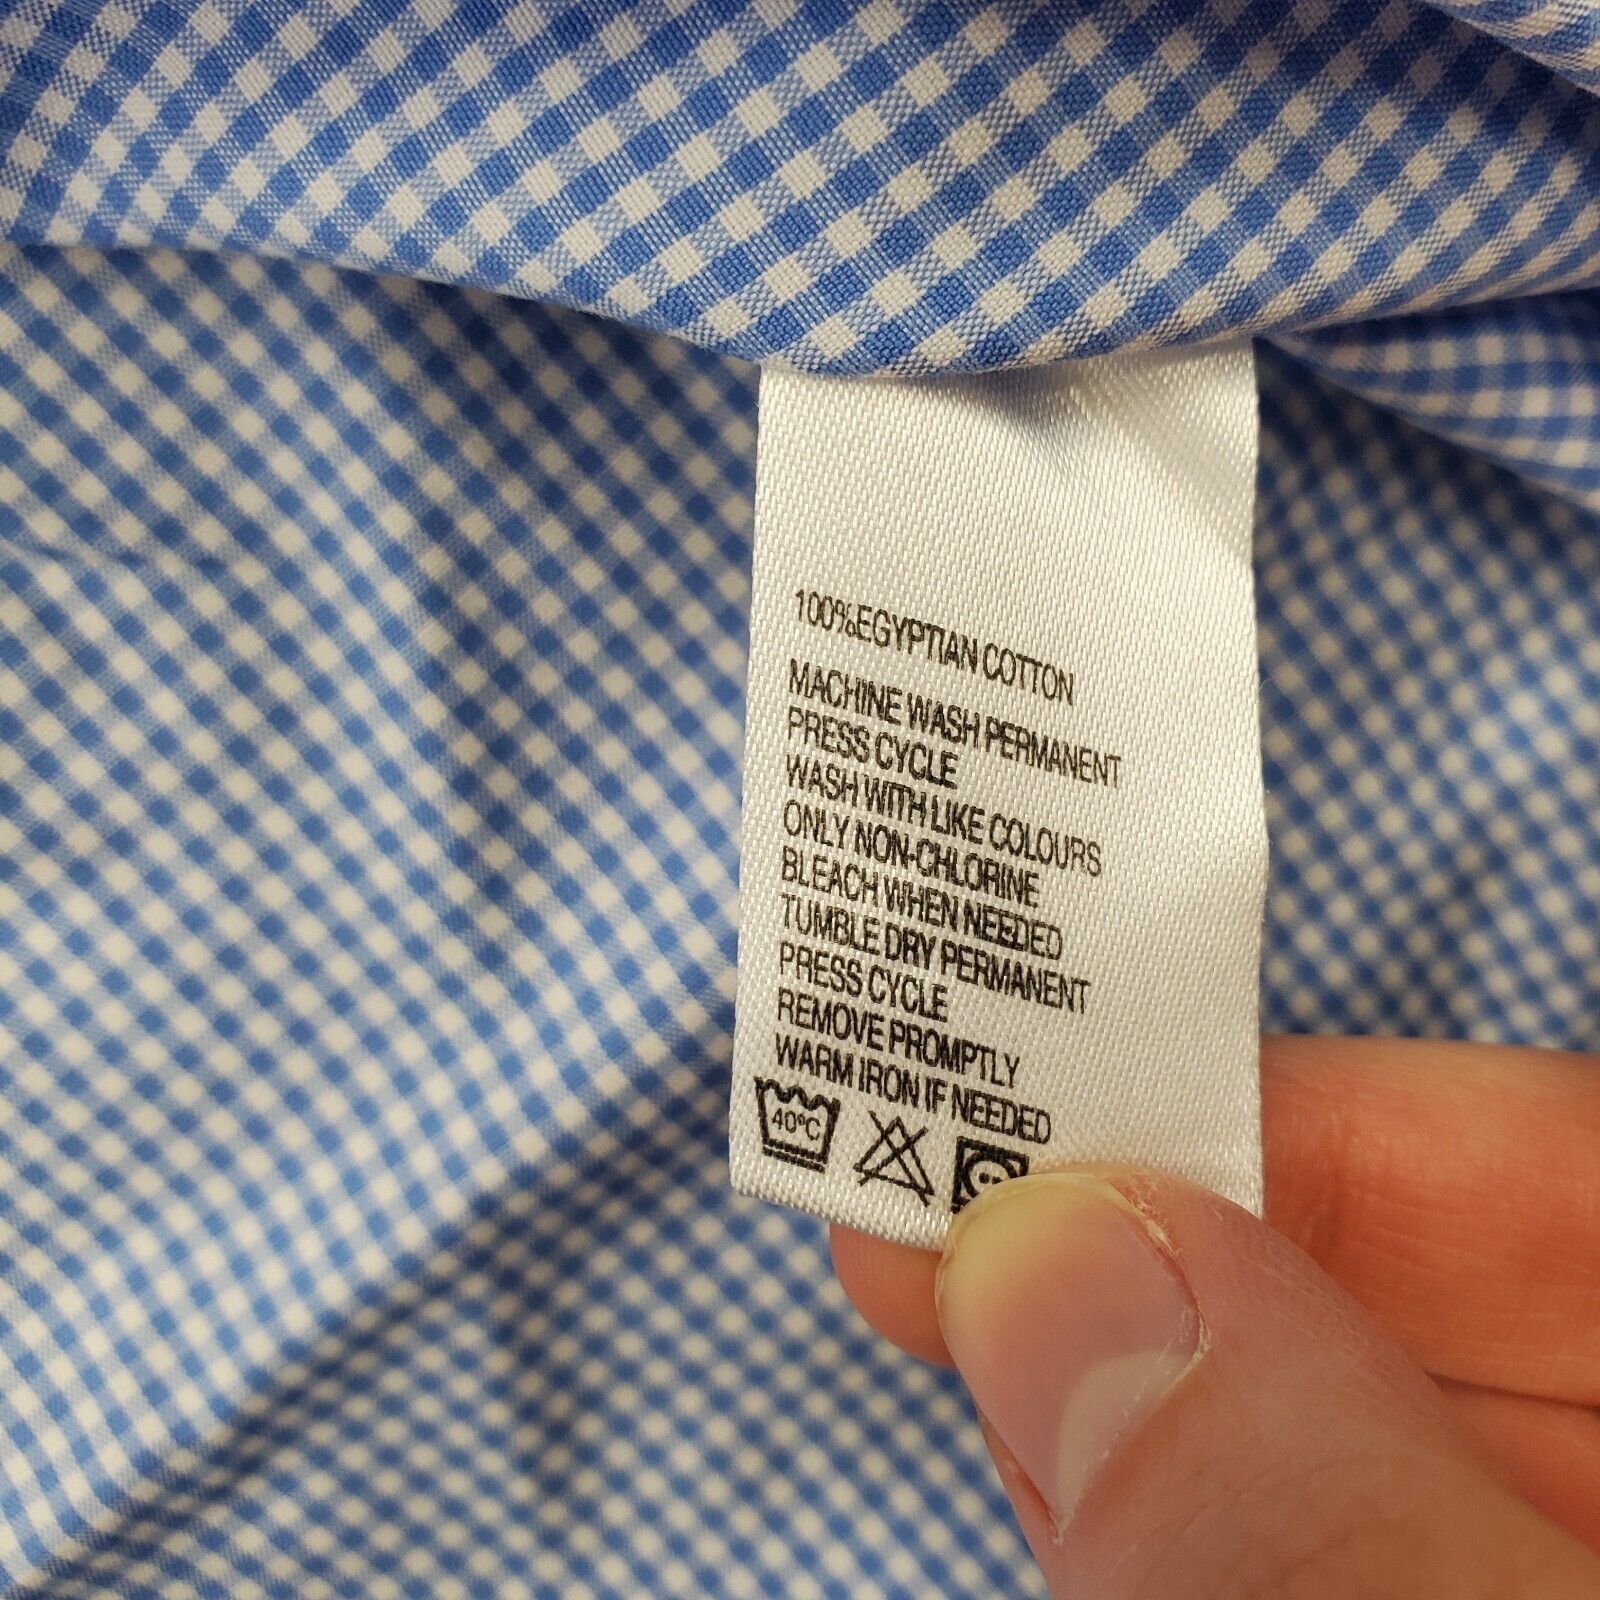 100%EGYPTIAN COTTON
MACHINE WASH PERMANENT
PRESS CYCLE
WASH WITH LIKE COLOURS
ONLY NON-CHLORINE
BLEACH WHEN NEEDED
TUMBLE DRY PERMANENT
PRESS CYCLE
REMOVE PROMPTLY
WARM IRON IF NEEDED
40°C